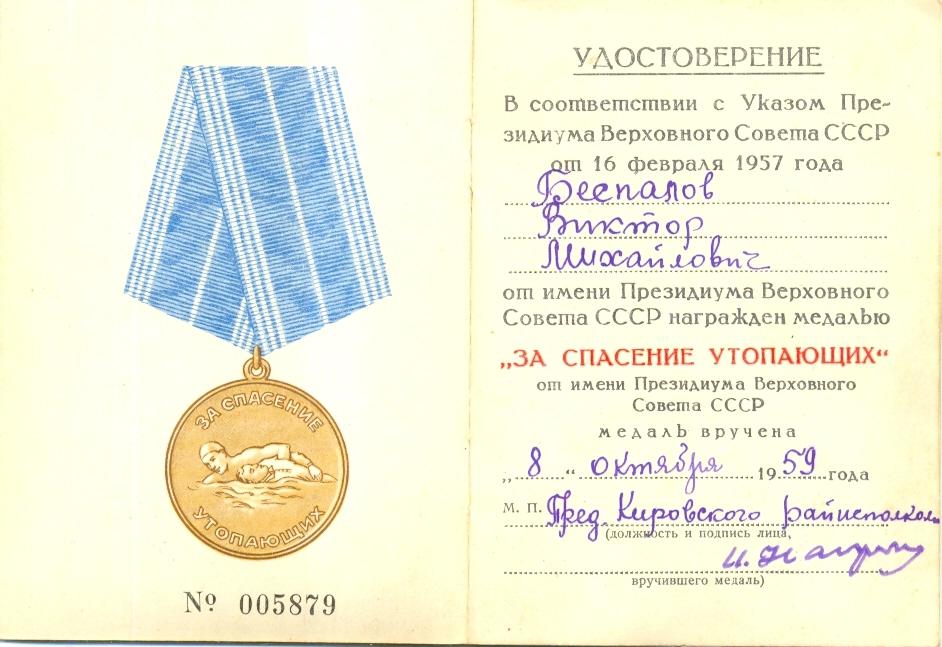 ЗА СПАСЕНИЕ
УТОПАЮЩИХ
№ 005879
УДОСТОВЕРЕНИЕ
В соответствии с Указом Пре-
зидиума Верховного Совета СССР
от 16 февраля 1957 года
Беспалов
Виктор
Михайлович
от имени Президиума Верховного
Совета СССР награжден медалью
„ЗА СПАСЕНИЕ УТОПАЮЩИХ“
от имени Президиума Верховного
Совета СССР
медаль вручена
„8“ октября 1959 года
М. П. Пред. Кировского райисполкома
(должность и подпись лица,
вручившего медаль)